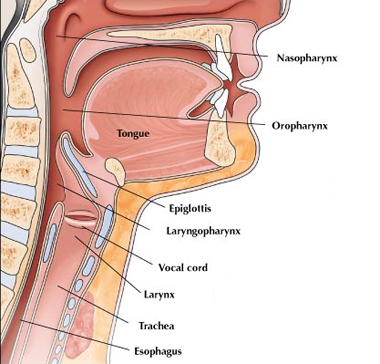 Nasopharynx
Oropharynx
Tongue
Epiglottis
Laryngopharynx
Vocal cord
Larynx
Trachea
Esophagus